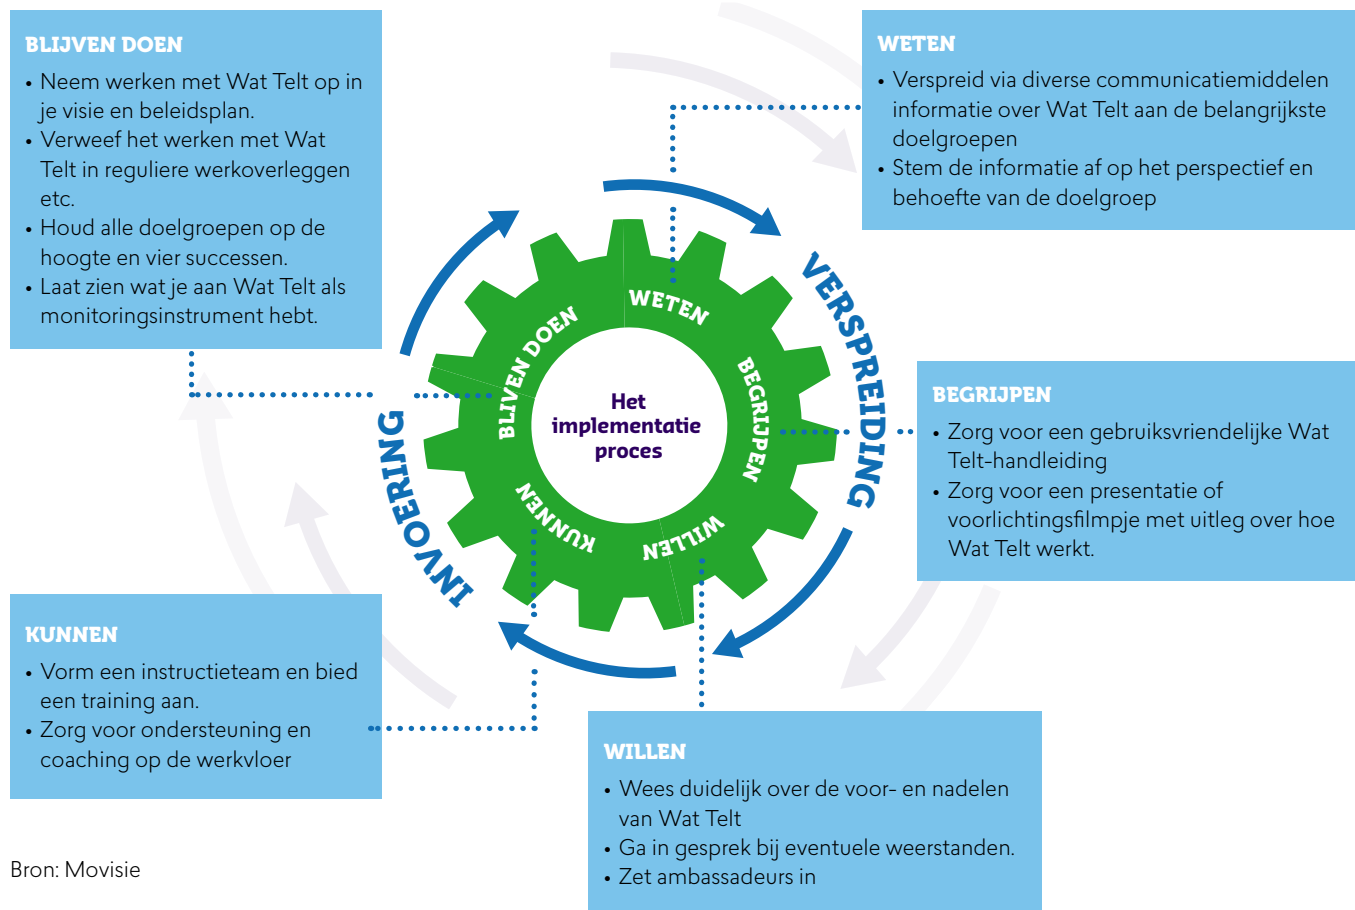 BLIJVEN DOEN
• Neem werken met Wat Telt op in
je visie en beleidsplan.
• Verweef het werken met Wat
Telt in reguliere werkoverleggen
etc.
• Houd alle doelgroepen op de
hoogte en vier successen.
• Laat zien wat je aan Wat Telt als
monitoringsinstrument hebt.
WETEN
• Verspreid via diverse communicatiemiddelen
informatie over Wat Telt aan de belangrijkste
doelgroepen
• Stem de informatie af op het perspectief en
behoefte van de doelgroep
VERSPREIDING
INVOERING
WETEN
BEGRIJPEN
WILLEN
KUNNEN
BLIVEN DOEN
Het
implementatie
proces
BEGRIJPEN
• Zorg voor een gebruiksvriendelijke Wat
Telt-handleiding
• Zorg voor een presentatie of
voorlichtingsfilmpje met uitleg over hoe
Wat Telt werkt.
KUNNEN
• Vorm een instructieteam en bied
een training aan.
• Zorg voor ondersteuning en
coaching op de werkvloer
WILLEN
• Wees duidelijk over de voor- en nadelen
van Wat Telt
• Ga in gesprek bij eventuele weerstanden.
• Zet ambassadeurs in
Bron: Movisie